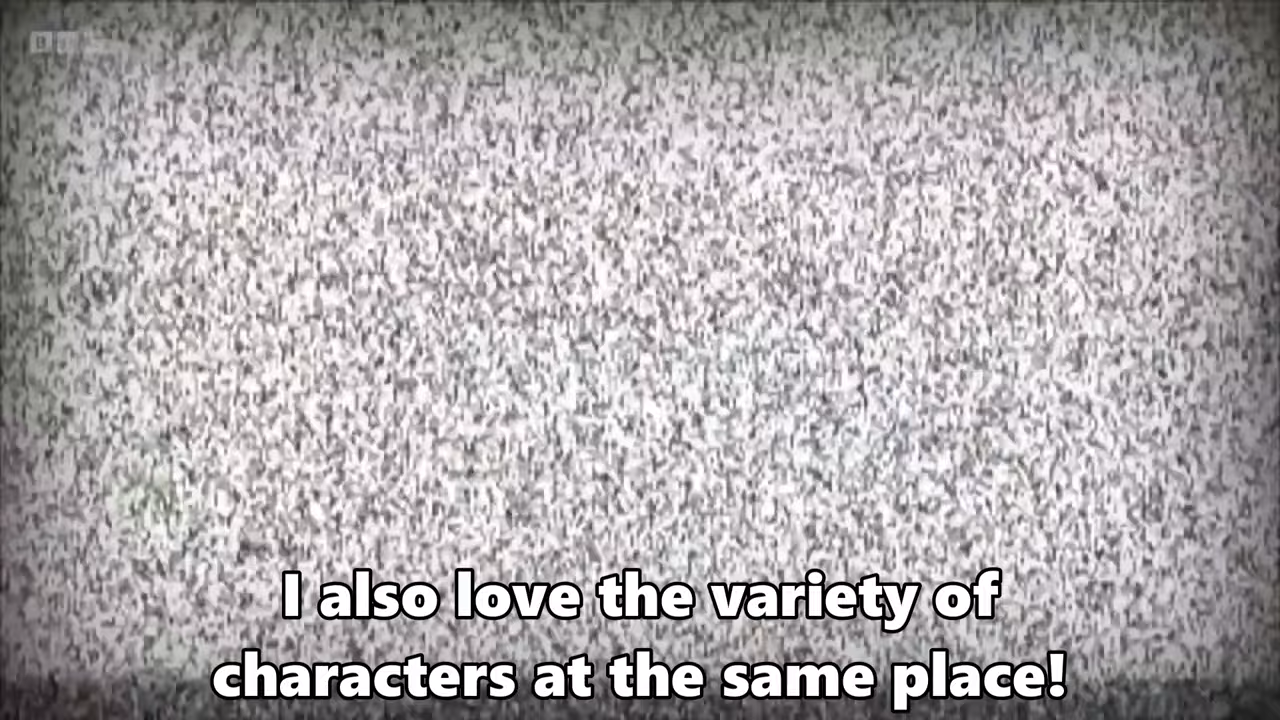 I also love the variety of
characters at the same place!